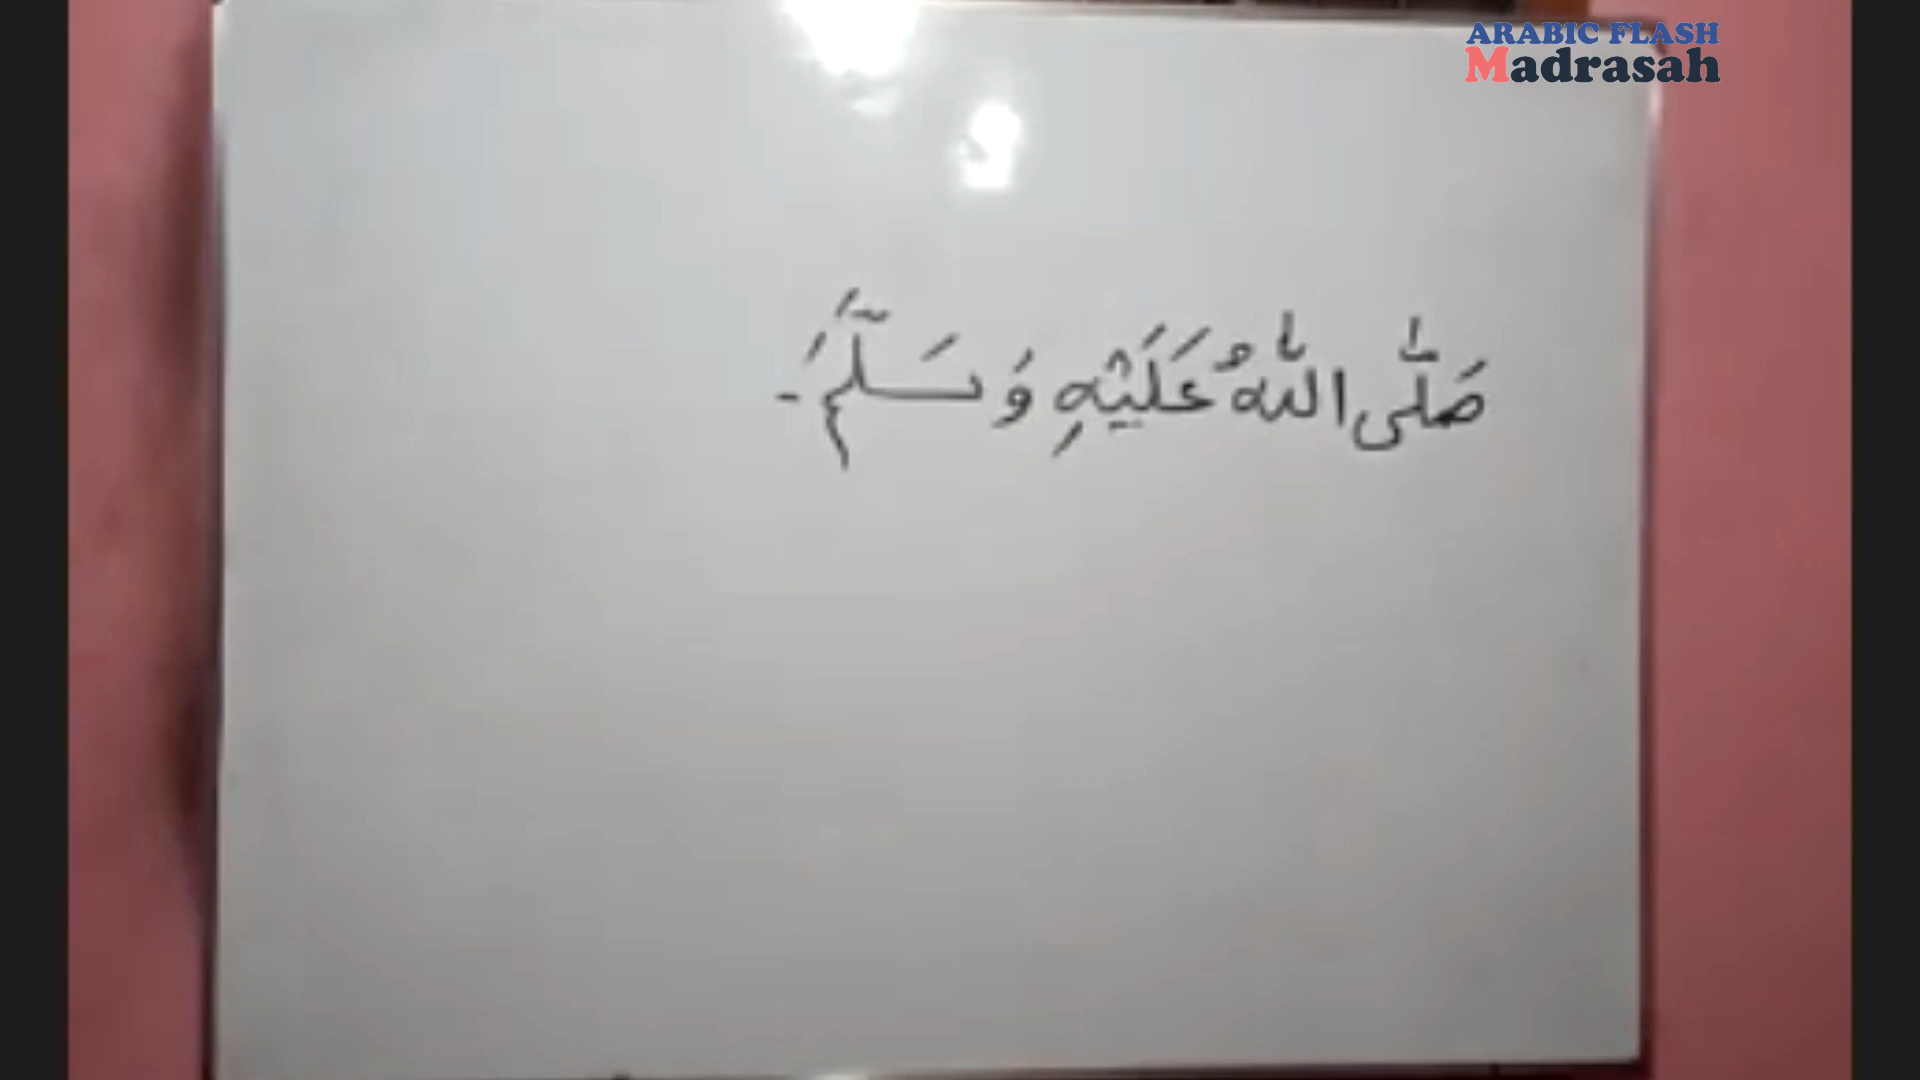 ARABIC FLASH
Madrasah
صَلَّى اللّٰهُ عَلَيْهِ وَسَلَّمَ -